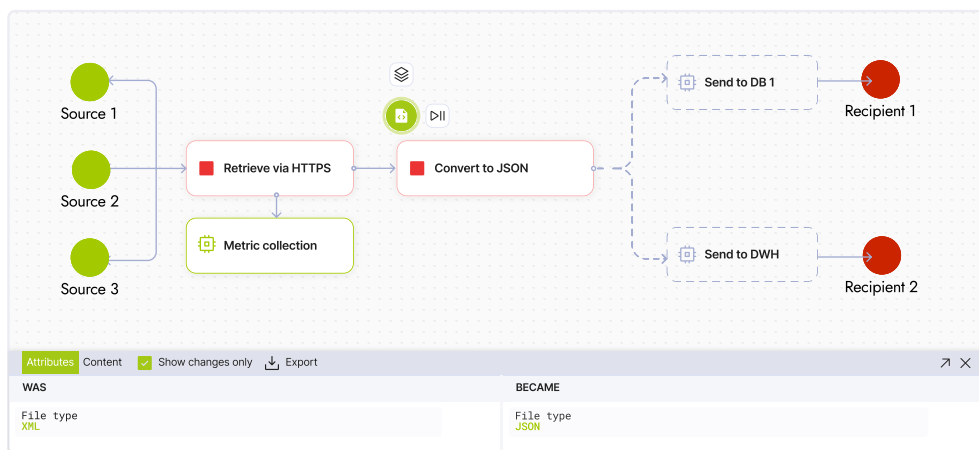 Source 1
Source 2
Source 3
Retrieve via HTTPS
Metric collection
Convert to JSON
Send to DB 1
Recipient 1
Send to DWH
Recipient 2
Attributes Content Show changes only Export
WAS BECAME
File type File type
XML JSON